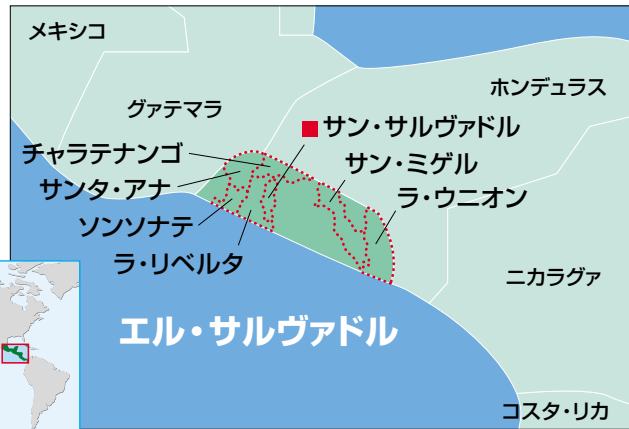 メキシコ
ホンデュラス
グァテマラ
サン・サルヴァドル
チャラテナンゴ
サン・ミゲル
サンタ・アナ
ラ・ウニオン
ソンソナテ
ラ・リベルタ
ニカラグァ
エル・サルヴァドル
コスタ・リカ